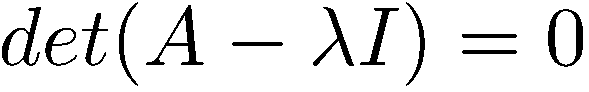 det(A − λI) = 0